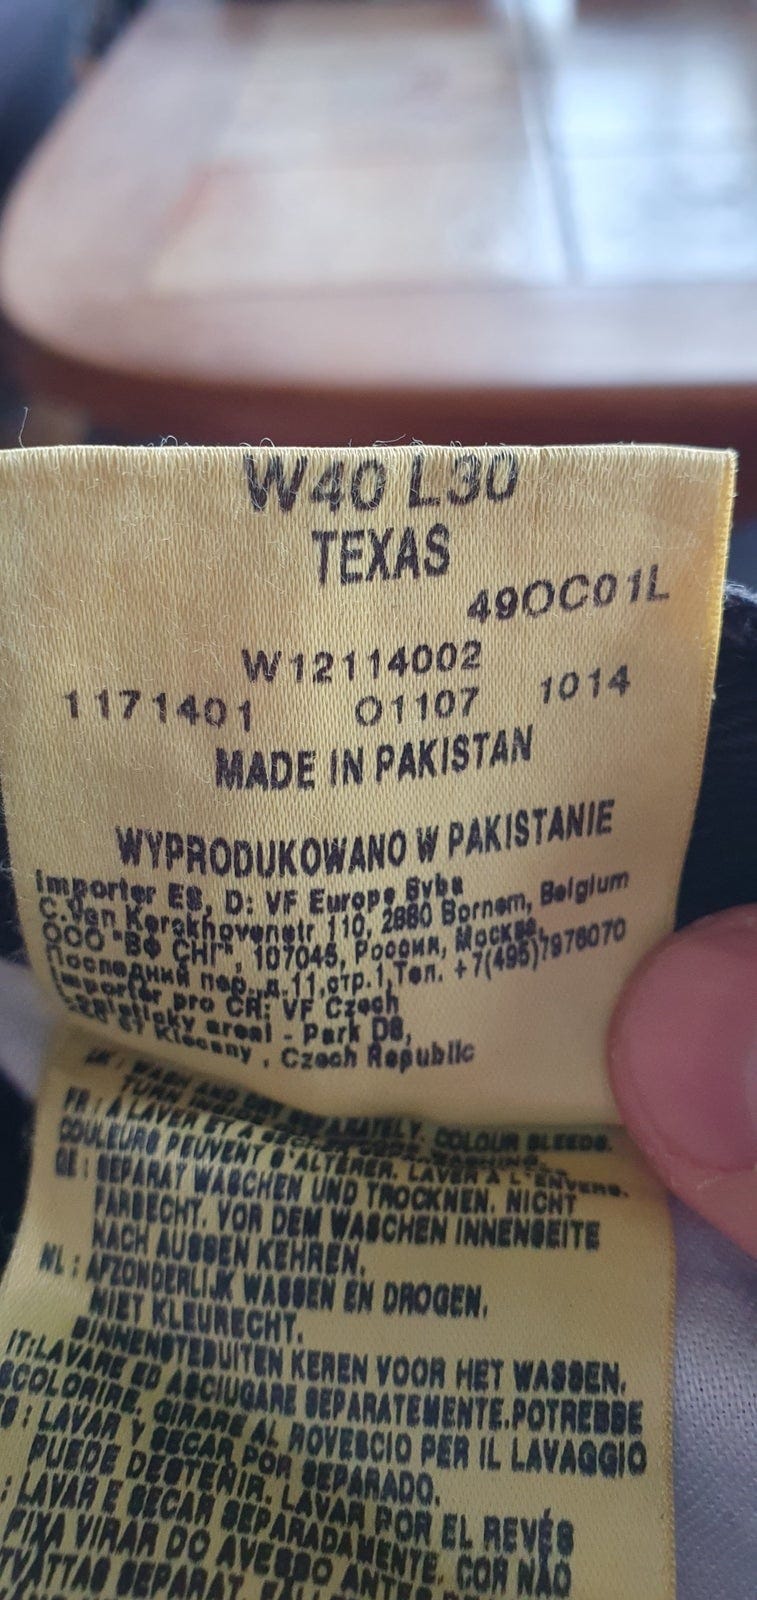 W40 L30
TEXAS
49OC01L
W12114002
1171401 O1107 1014
MADE IN PAKISTAN
WYPRODUKOWANO W PAKISTANIE
Importer ES, D: VF Europe Bvba
C.Van Kerckhovenstr 110, 2880 Bornem, Belgium
ООО "ВФ СНГ", 107045, Россия, Москва,
Последний пер.,д.11,стр.1,Тел. +7(495)7976070
Importer pro CR: VF Czech
areal - Park D8,
Klecany , Czech Republic
UK : WASH AND DRY SEPARATELY. COLOUR BLEEDS.
TURN
FR : A LAVER ET A
COULEURS PEUVENT S'ALTERER. LAVER A L'ENVERS.
GE : SEPARAT WASCHEN UND TROCKNEN. NICHT
FARBECHT. VOR DEM WASCHEN INNENSEITE
NACH AUSSEN KEHREN.
NL : AFZONDERLIJK WASSEN EN DROGEN.
NIET KLEURECHT.
BINNENSTEBUITEN KEREN VOOR HET WASSEN.
IT:LAVARE ED ASCIUGARE SEPARATEMENTE.POTREBBE
SCOLORIRE. GIRARE AL ROVESCIO PER IL LAVAGGIO
: LAVAR Y SECAR POR SEPARADO.
PUEDE DESTEÑIR. LAVAR POR EL REVÉS
: LAVAR E SECAR SEPARADAMENTE. COR NÃO
FIXA VIRAR DO AVESSO ANTES
SEPARAT.